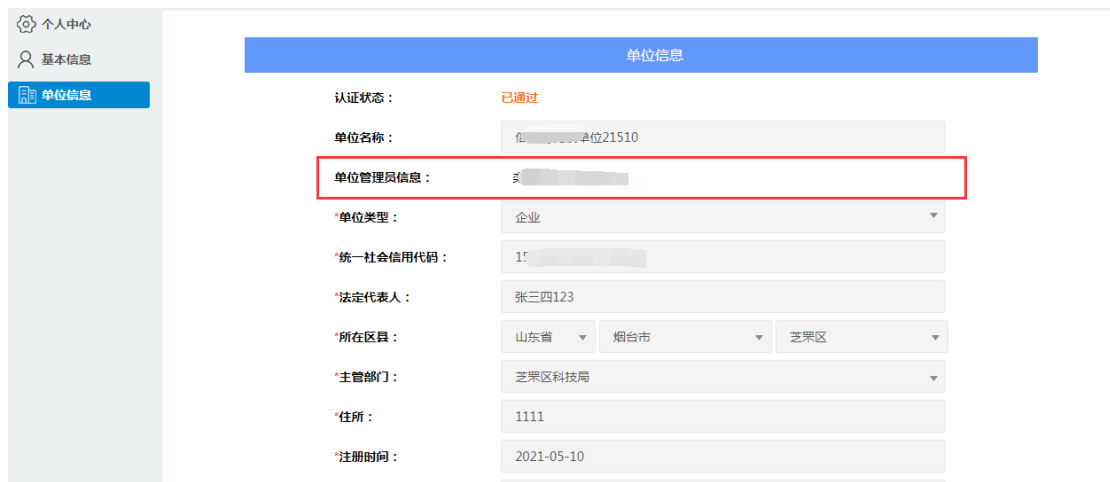 个人中心
基本信息
单位信息
单位信息
认证状态： 已通过
单位名称： 单位21510
单位管理员信息：
*单位类型： 企业
*统一社会信用代码： 15
*法定代表人： 张三四123
*所在区县： 山东省 烟台市 芝罘区
*主管部门： 芝罘区科技局
*住所： 1111
*注册时间： 2021-05-10